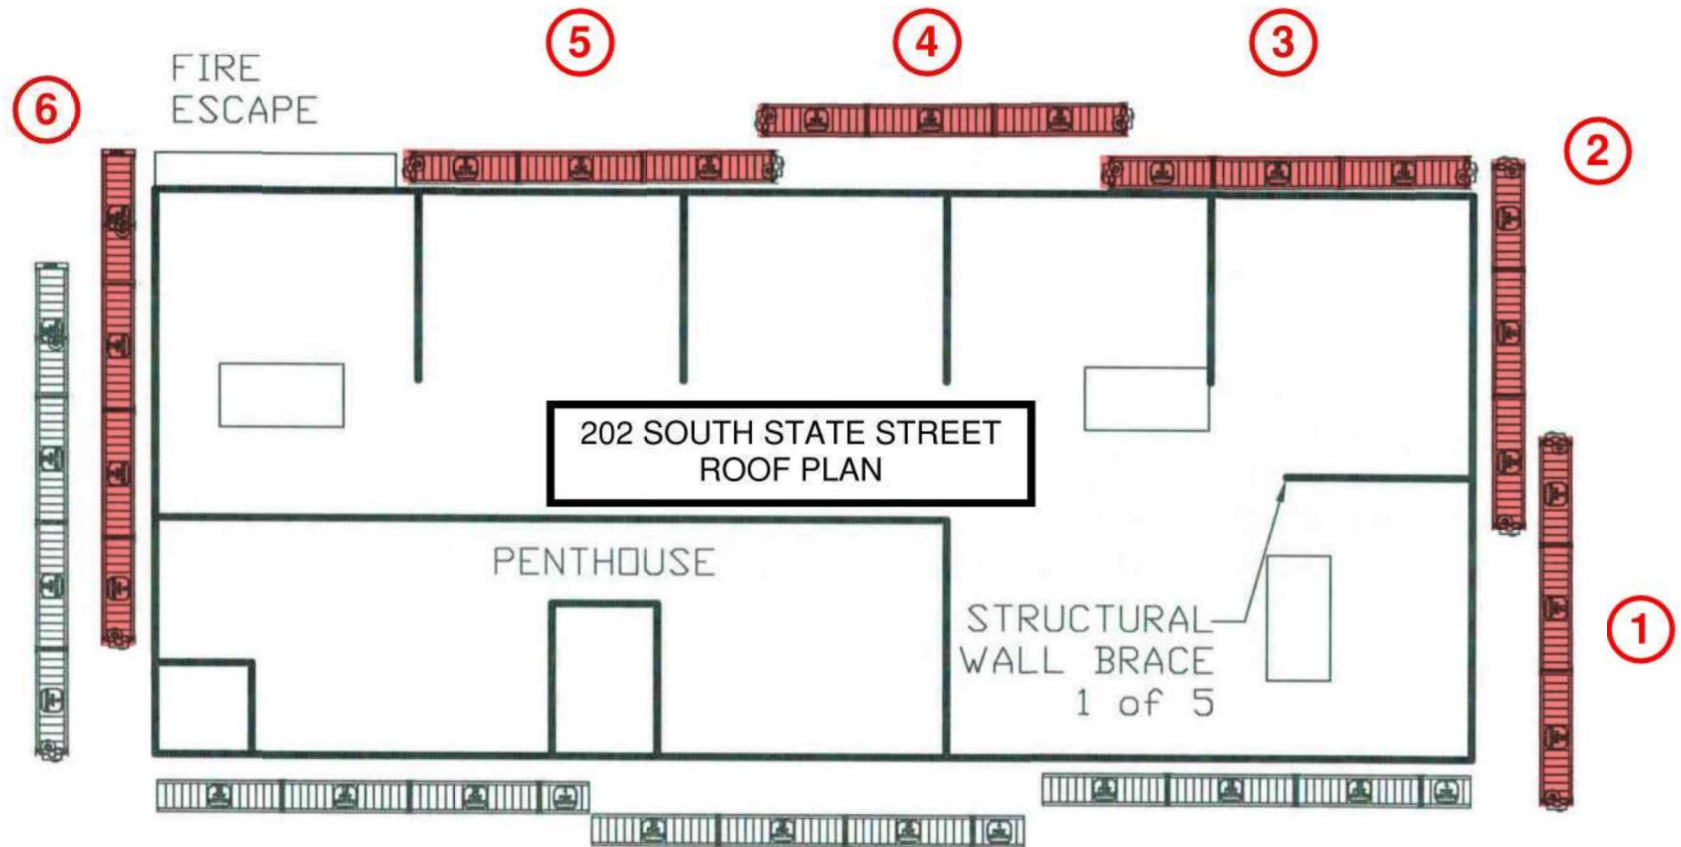 5
4
3
FIRE
ESCAPE
6
2
202 SOUTH STATE STREET
ROOF PLAN
PENTHOUSE
STRUCTURAL
WALL BRACE
1 of 5
1